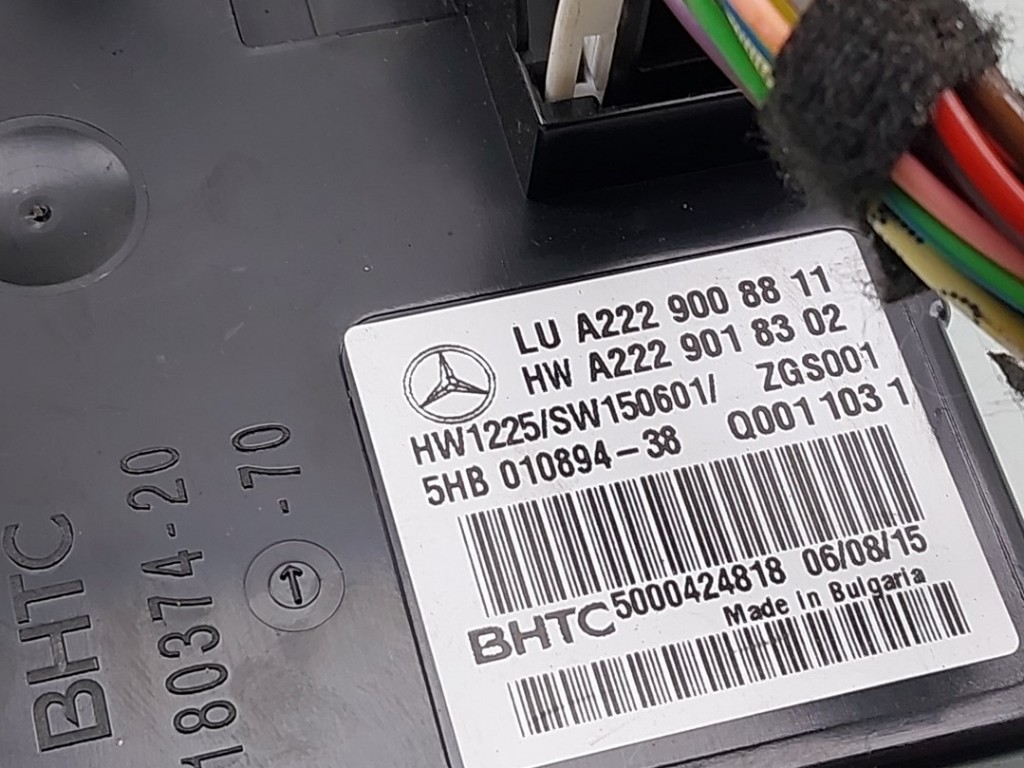 LU A222 900 88 11
HW A222 901 83 02
HW1225/SW150601/ ZGS001
5HB 010894-38 Q001 103 1
BHTC 5000424818 06/08/15
Made In Bulgaria
BHTC
180374-20
-70